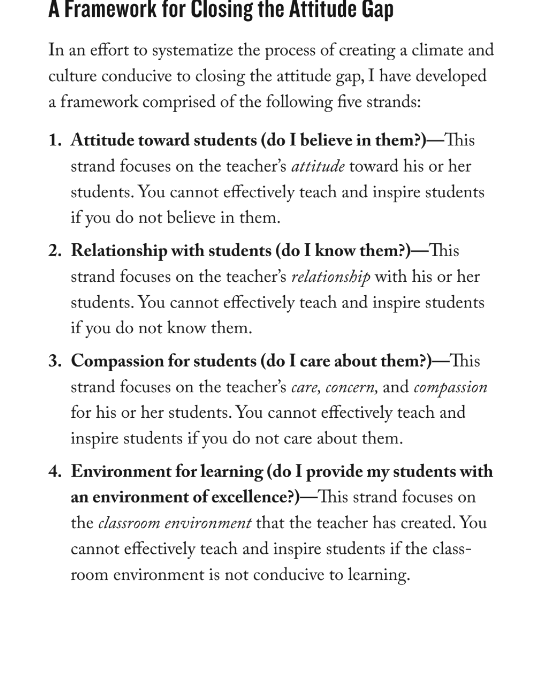 A Framework for Closing the Attitude Gap
In an effort to systematize the process of creating a climate and
culture conducive to closing the attitude gap, I have developed
a framework comprised of the following five strands:
1. Attitude toward students (do I believe in them?)—This
strand focuses on the teacher’s attitude toward his or her
students. You cannot effectively teach and inspire students
if you do not believe in them.
2. Relationship with students (do I know them?)—This
strand focuses on the teacher’s relationship with his or her
students. You cannot effectively teach and inspire students
if you do not know them.
3. Compassion for students (do I care about them?)—This
strand focuses on the teacher’s care, concern, and compassion
for his or her students. You cannot effectively teach and
inspire students if you do not care about them.
4. Environment for learning (do I provide my students with
an environment of excellence?)—This strand focuses on
the classroom environment that the teacher has created. You
cannot effectively teach and inspire students if the class-
room environment is not conducive to learning.